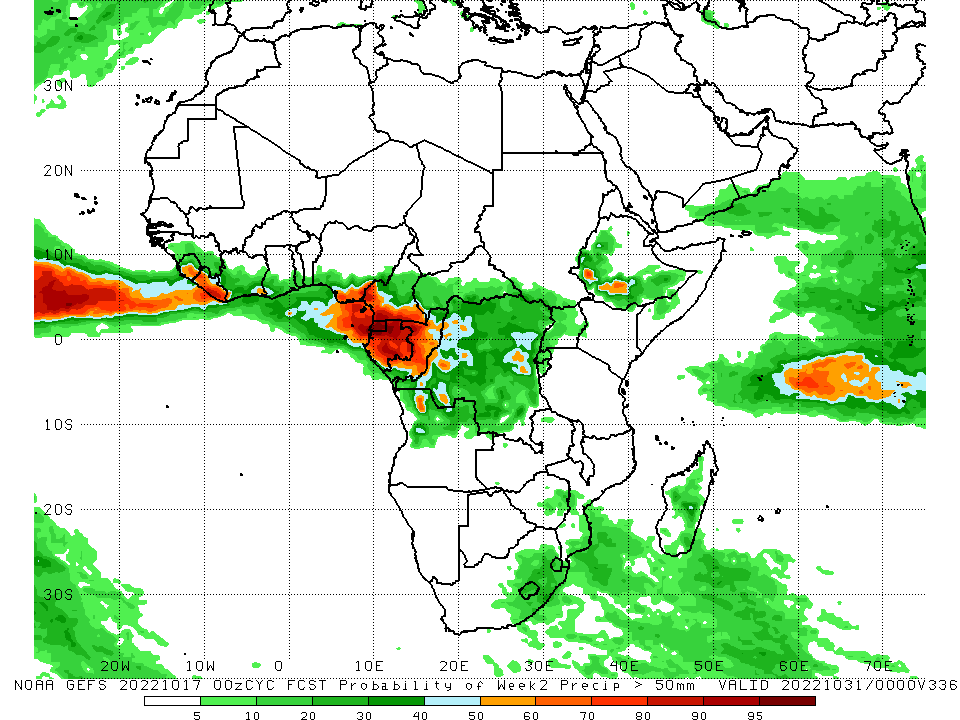 30N
20N
10N
0
10S
20S
30S
20W 10W 0 10E 20E 30E 40E 50E 60E 70E
NOAA GEFS 20221017 00zCYC FCST Probability of Week2 Precip > 50mm VALID 20221031/0000V336
5 10 20 30 40 50 60 70 80 90 95